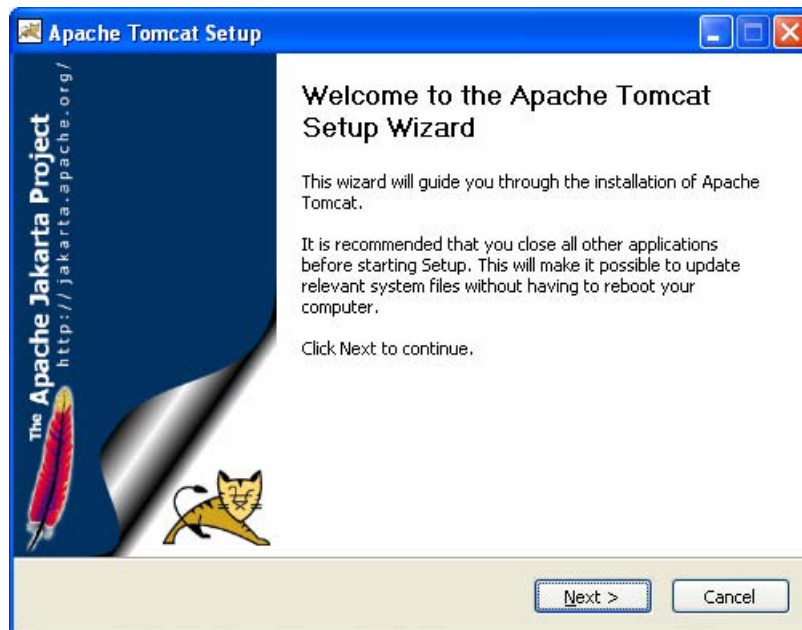 Apache Tomcat Setup
The Apache Jakarta Project
http://jakarta.apache.org/
Welcome to the Apache Tomcat
Setup Wizard
This wizard will guide you through the installation of Apache
Tomcat.
It is recommended that you close all other applications
before starting Setup. This will make it possible to update
relevant system files without having to reboot your
computer.
Click Next to continue.
Next >
Cancel